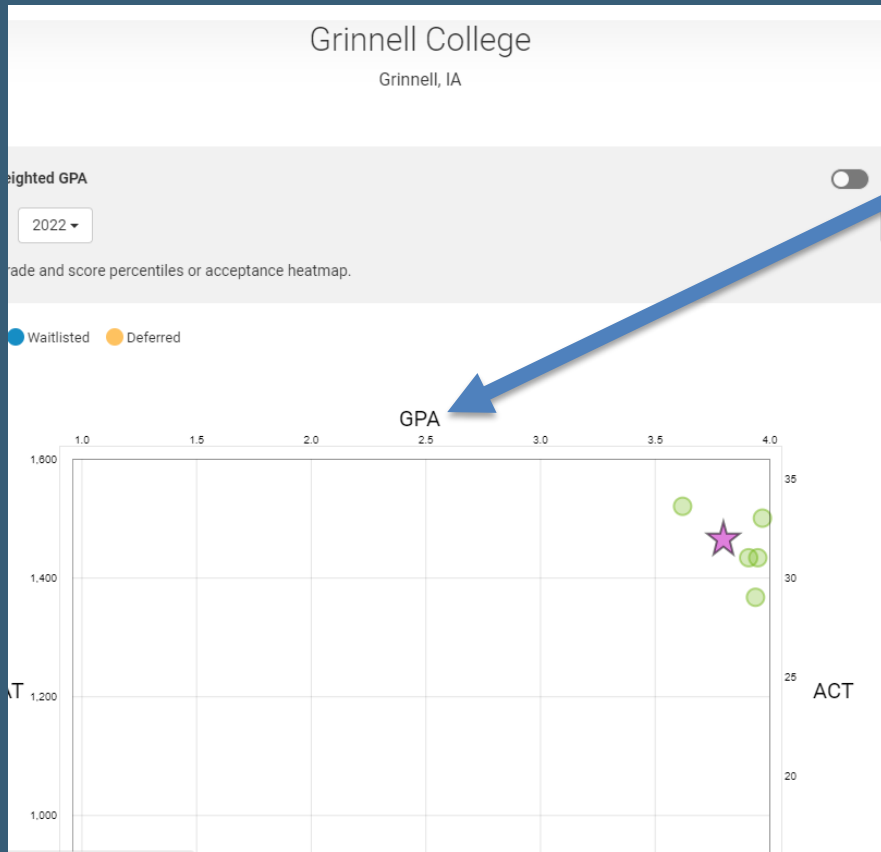 Grinnell College
Grinnell, IA
eighted GPA
2022
rade and score percentiles or acceptance heatmap.
Waitlisted Deferred
GPA
1.0 1.5 2.0 2.5 3.0 3.5 4.0
1,600
35
1,400 30
25
AT 1,200 ACT
20
1,000